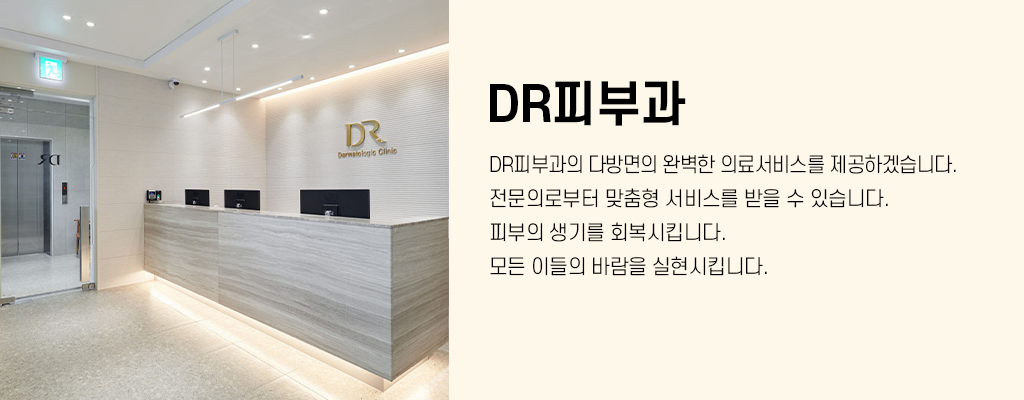 DR
Dermatologic Clinic
DR
DR피부과
DR피부과의 다방면의 완벽한 의료서비스를 제공하겠습니다.
전문의로부터 맞춤형 서비스를 받을 수 있습니다.
피부의 생기를 회복시킵니다.
모든 이들의 바람을 실현시킵니다.